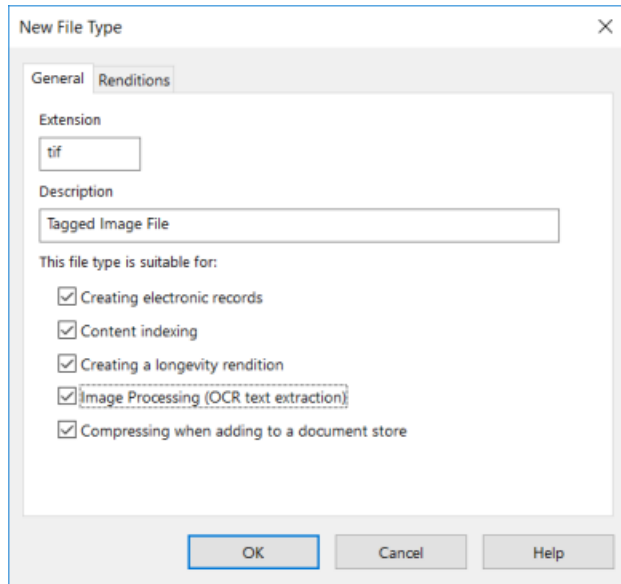 New File Type
General Renditions
Extension
tif
Description
Tagged Image File
This file type is suitable for:
Creating electronic records
Content indexing
Creating a longevity rendition
Image Processing (OCR text extraction)
Compressing when adding to a document store
OK Cancel Help